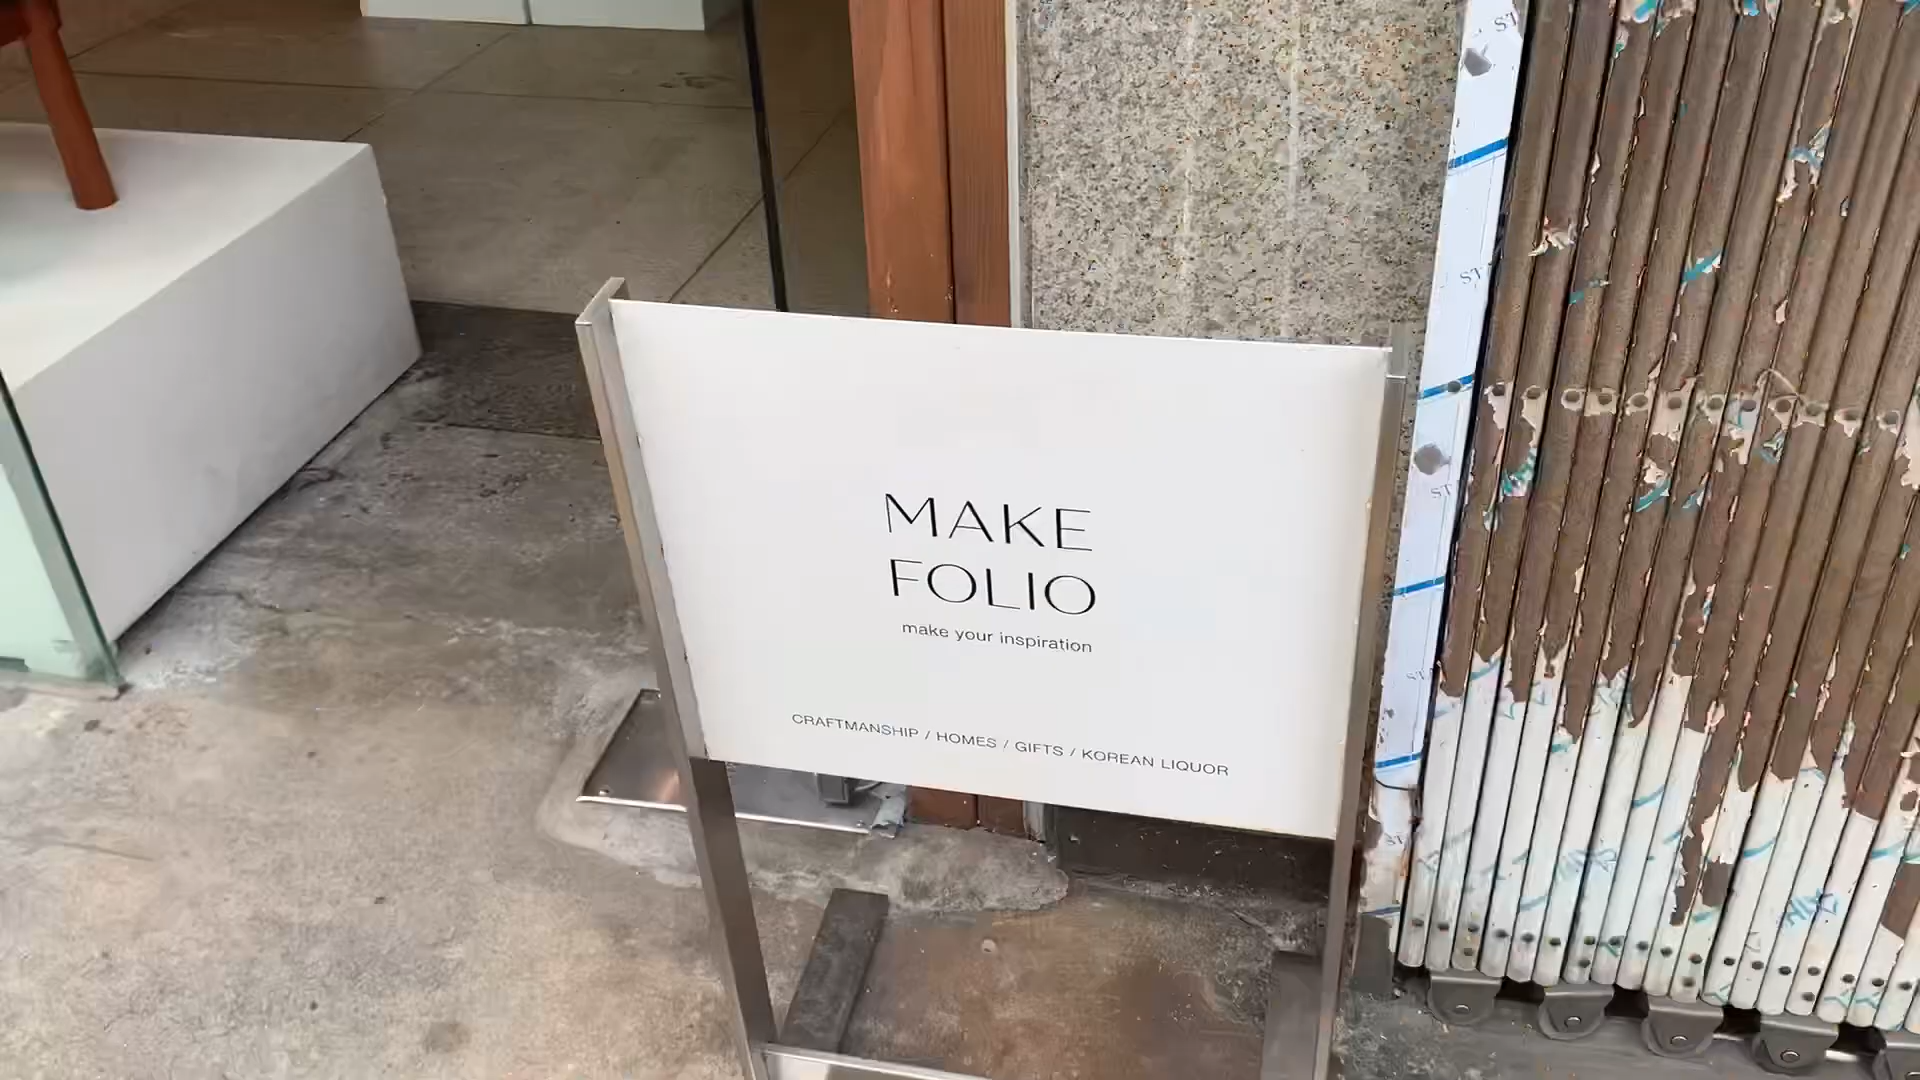 MAKE
FOLIO
make your inspiration
CRAFTMANSHIP / HOMES / GIFTS / KOREAN LIQUOR